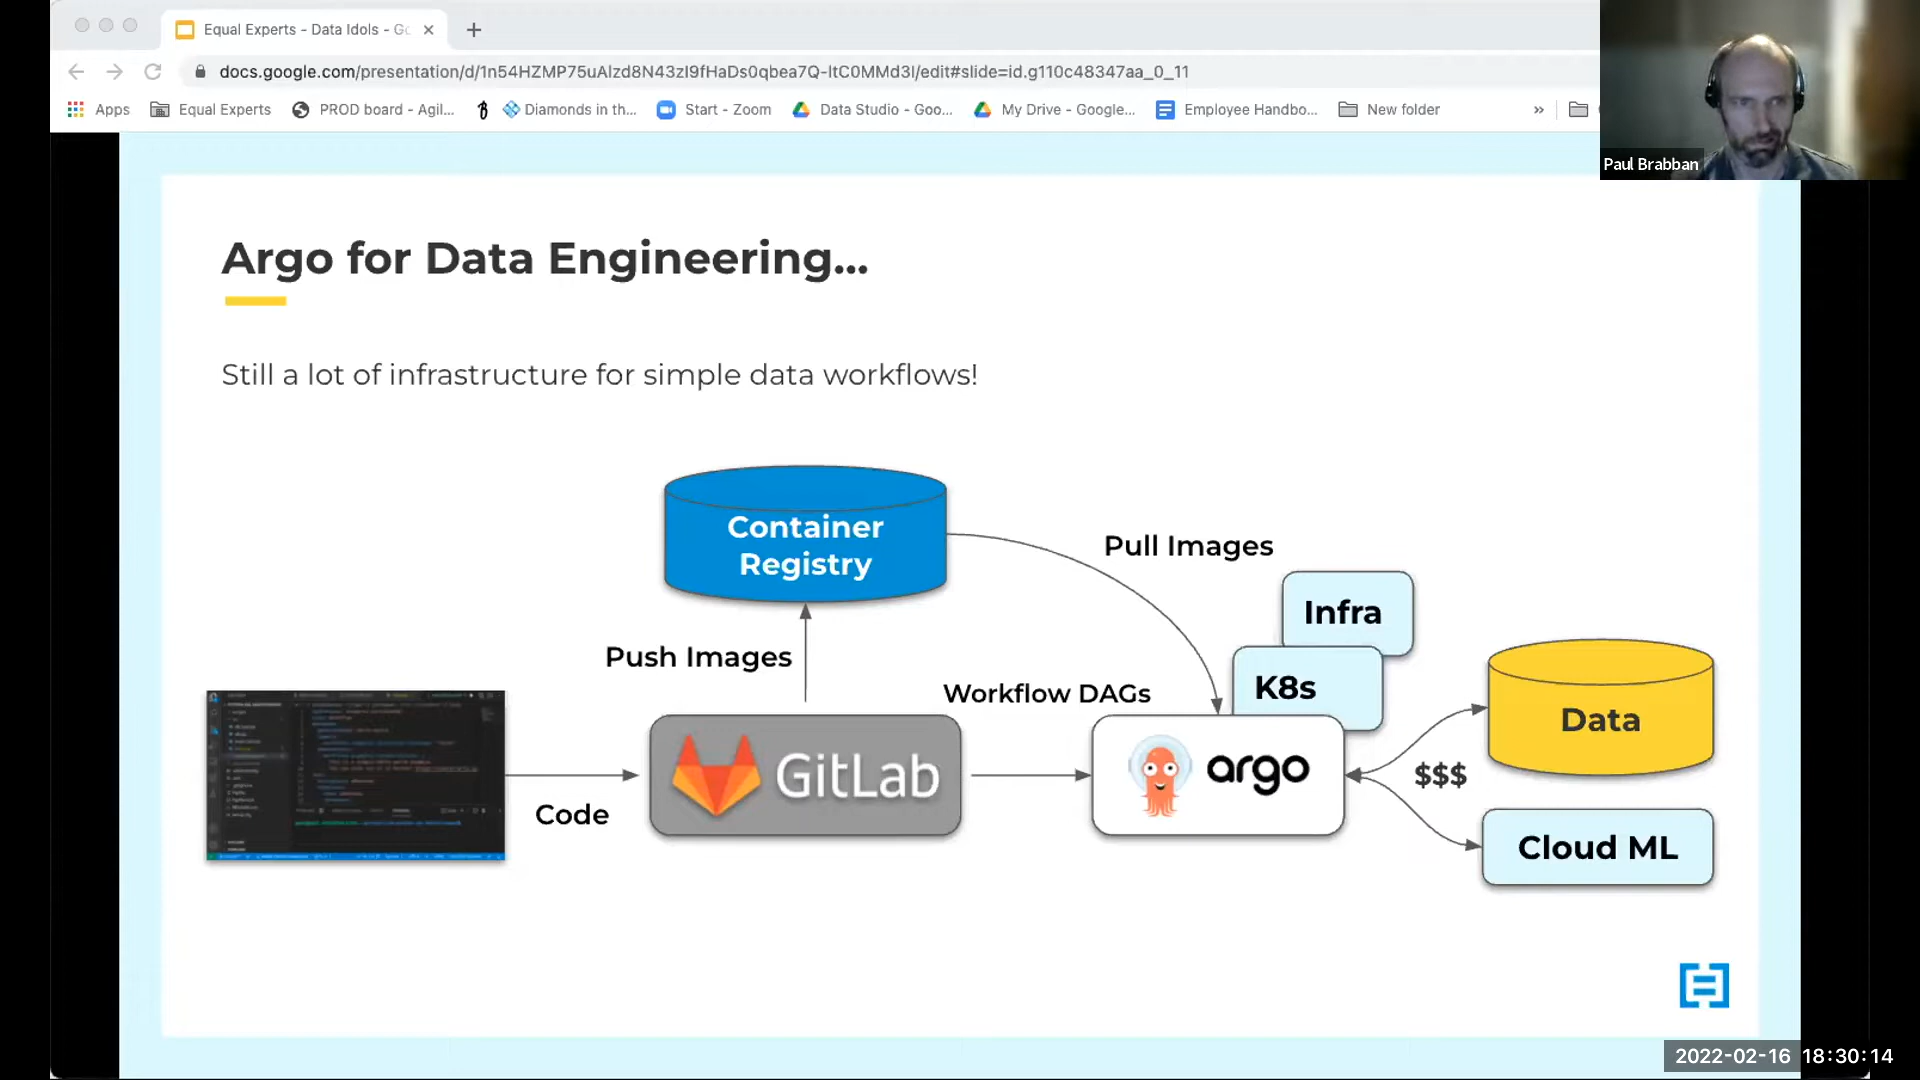 Equal Experts - Data Idols - Go
docs.google.com/presentation/d/1n54HZMP75uAlzd8N43zI9fHaDs0qbea7Q-ItC0MMd3I/edit#slide=id.g110c48347aa_0_11
Apps
Equal Experts
PROD board - Agil...
Diamonds in th...
Start - Zoom
Data Studio - Goo...
My Drive - Google...
Employee Handbo...
New folder
»
Paul Brabban
Argo for Data Engineering...
Still a lot of infrastructure for simple data workflows!
Container
Registry
Pull Images
Infra
Push Images
K8s
Workflow DAGs
Data
GitLab
argo
$$$
Code
Cloud ML
2022-02-16 18:30:14